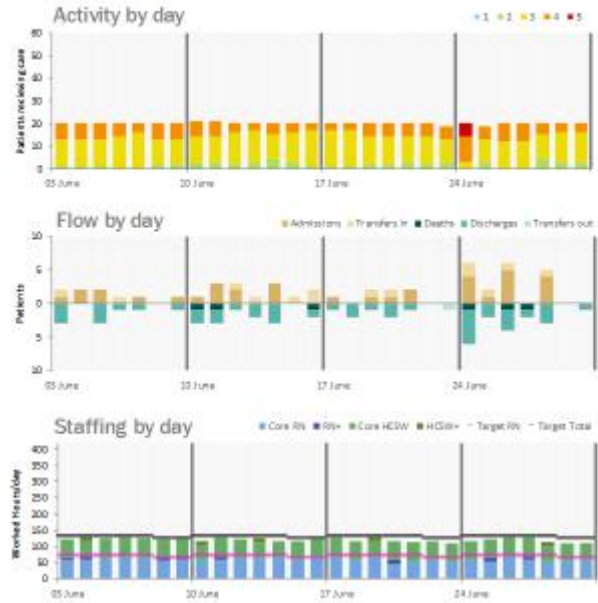 Activity by day
1 2 3 4 5
60
50
40
30
20
10
0
Patients receiving care
03 June 10 June 17 June 24 June
Flow by day
Admissions Transfers in Deaths Discharges Transfers out
10
5
0
5
10
Patients
03 June 10 June 17 June 24 June
Staffing by day
Core RN RN+ Core HCSW HCSW+ Target RN Target Total
400
350
300
250
200
150
100
50
0
Worked Hours/day
03 June 10 June 17 June 24 June